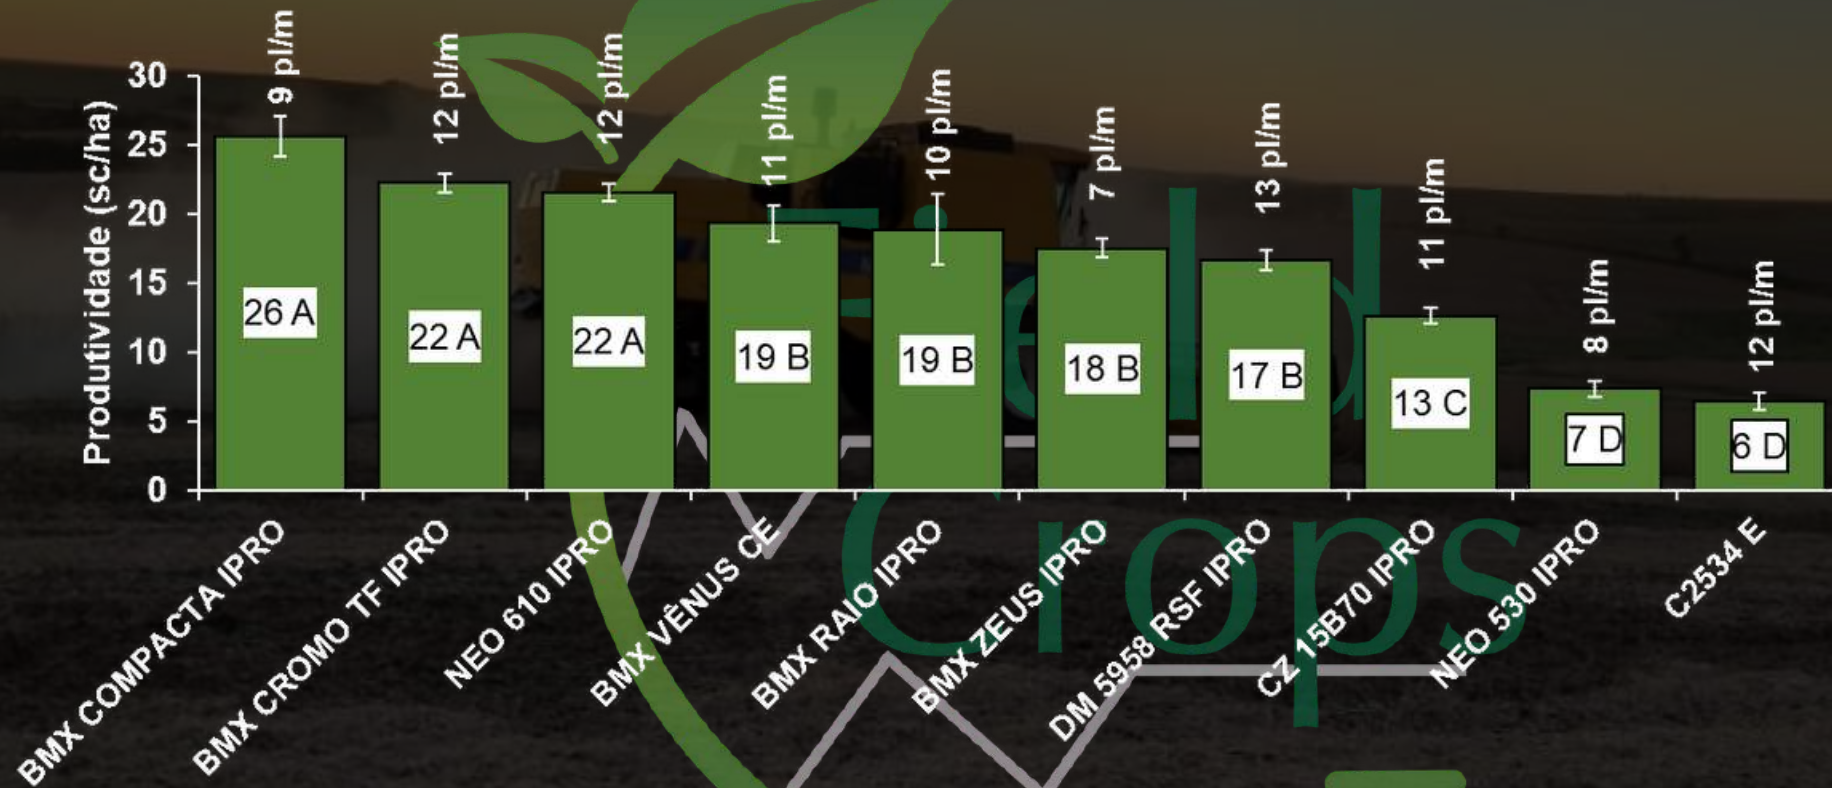 Produtividade (sc/ha)
30
25
20
15
10
5
0
9 pl/m
12 pl/m
12 pl/m
11 pl/m
10 pl/m
7 pl/m
13 pl/m
11 pl/m
8 pl/m
12 pl/m
26 A
22 A
22 A
19 B
19 B
18 B
17 B
13 C
7 D
6 D
BMX COMPACTA IPRO
BMX CROMO TF IPRO
NEO 610 IPRO
BMX VÊNUS CE
BMX RAIO IPRO
BMX ZEUS IPRO
DM 5958 RSF IPRO
CZ 15B70 IPRO
NEO 530 IPRO
C2534 E
Field
Crops